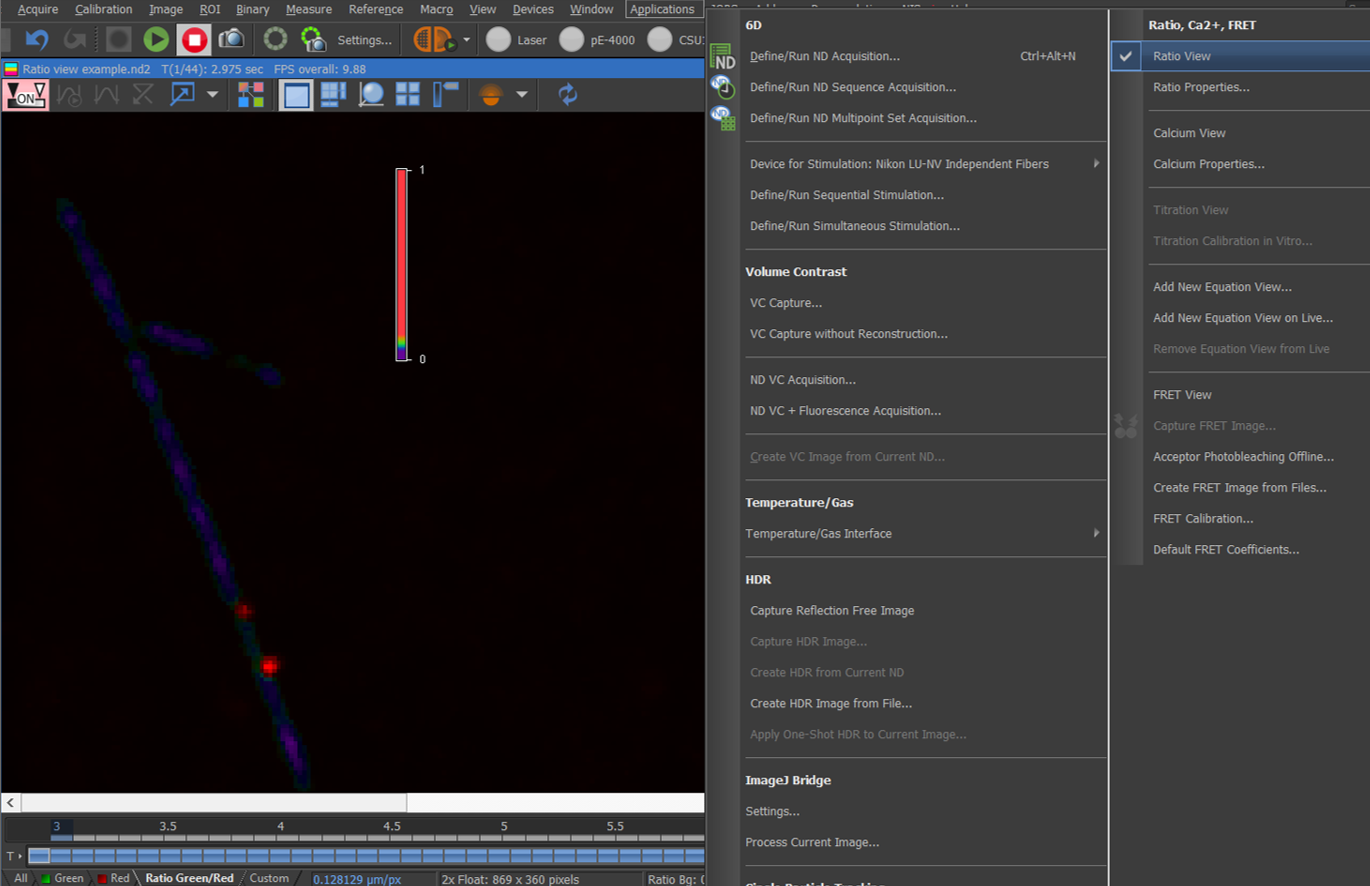 Acquire Calibration Image ROI Binary Measure Reference Macro View Devices Window Applications
Settings... Laser pE-4000 CSU
Ratio view example.nd2 T(1/44): 2.975 sec FPS overall: 9.88
ON
1
0
3 3.5 4 4.5 5 5.5
T
All Green Red Ratio Green/Red Custom 0.128129 µm/px 2x Float: 869 x 360 pixels Ratio Bg:
6D
ND
Define/Run ND Acquisition... Ctrl+Alt+N
ND
Define/Run ND Sequence Acquisition...
ND
Define/Run ND Multipoint Set Acquisition...
Device for Stimulation: Nikon LU-NV Independent Fibers
Define/Run Sequential Stimulation...
Define/Run Simultaneous Stimulation...
Volume Contrast
VC Capture...
VC Capture without Reconstruction...
ND VC Acquisition...
ND VC + Fluorescence Acquisition...
Create VC Image from Current ND...
Temperature/Gas
Temperature/Gas Interface
HDR
Capture Reflection Free Image
Capture HDR Image...
Create HDR from Current ND
Create HDR Image from File...
Apply One-Shot HDR to Current Image...
ImageJ Bridge
Settings...
Process Current Image...
Ratio, Ca2+, FRET
Ratio View
Ratio Properties...
Calcium View
Calcium Properties...
Titration View
Titration Calibration in Vitro...
Add New Equation View...
Add New Equation View on Live...
Remove Equation View from Live
FRET View
Capture FRET Image...
Acceptor Photobleaching Offline...
Create FRET Image from Files...
FRET Calibration...
Default FRET Coefficients...